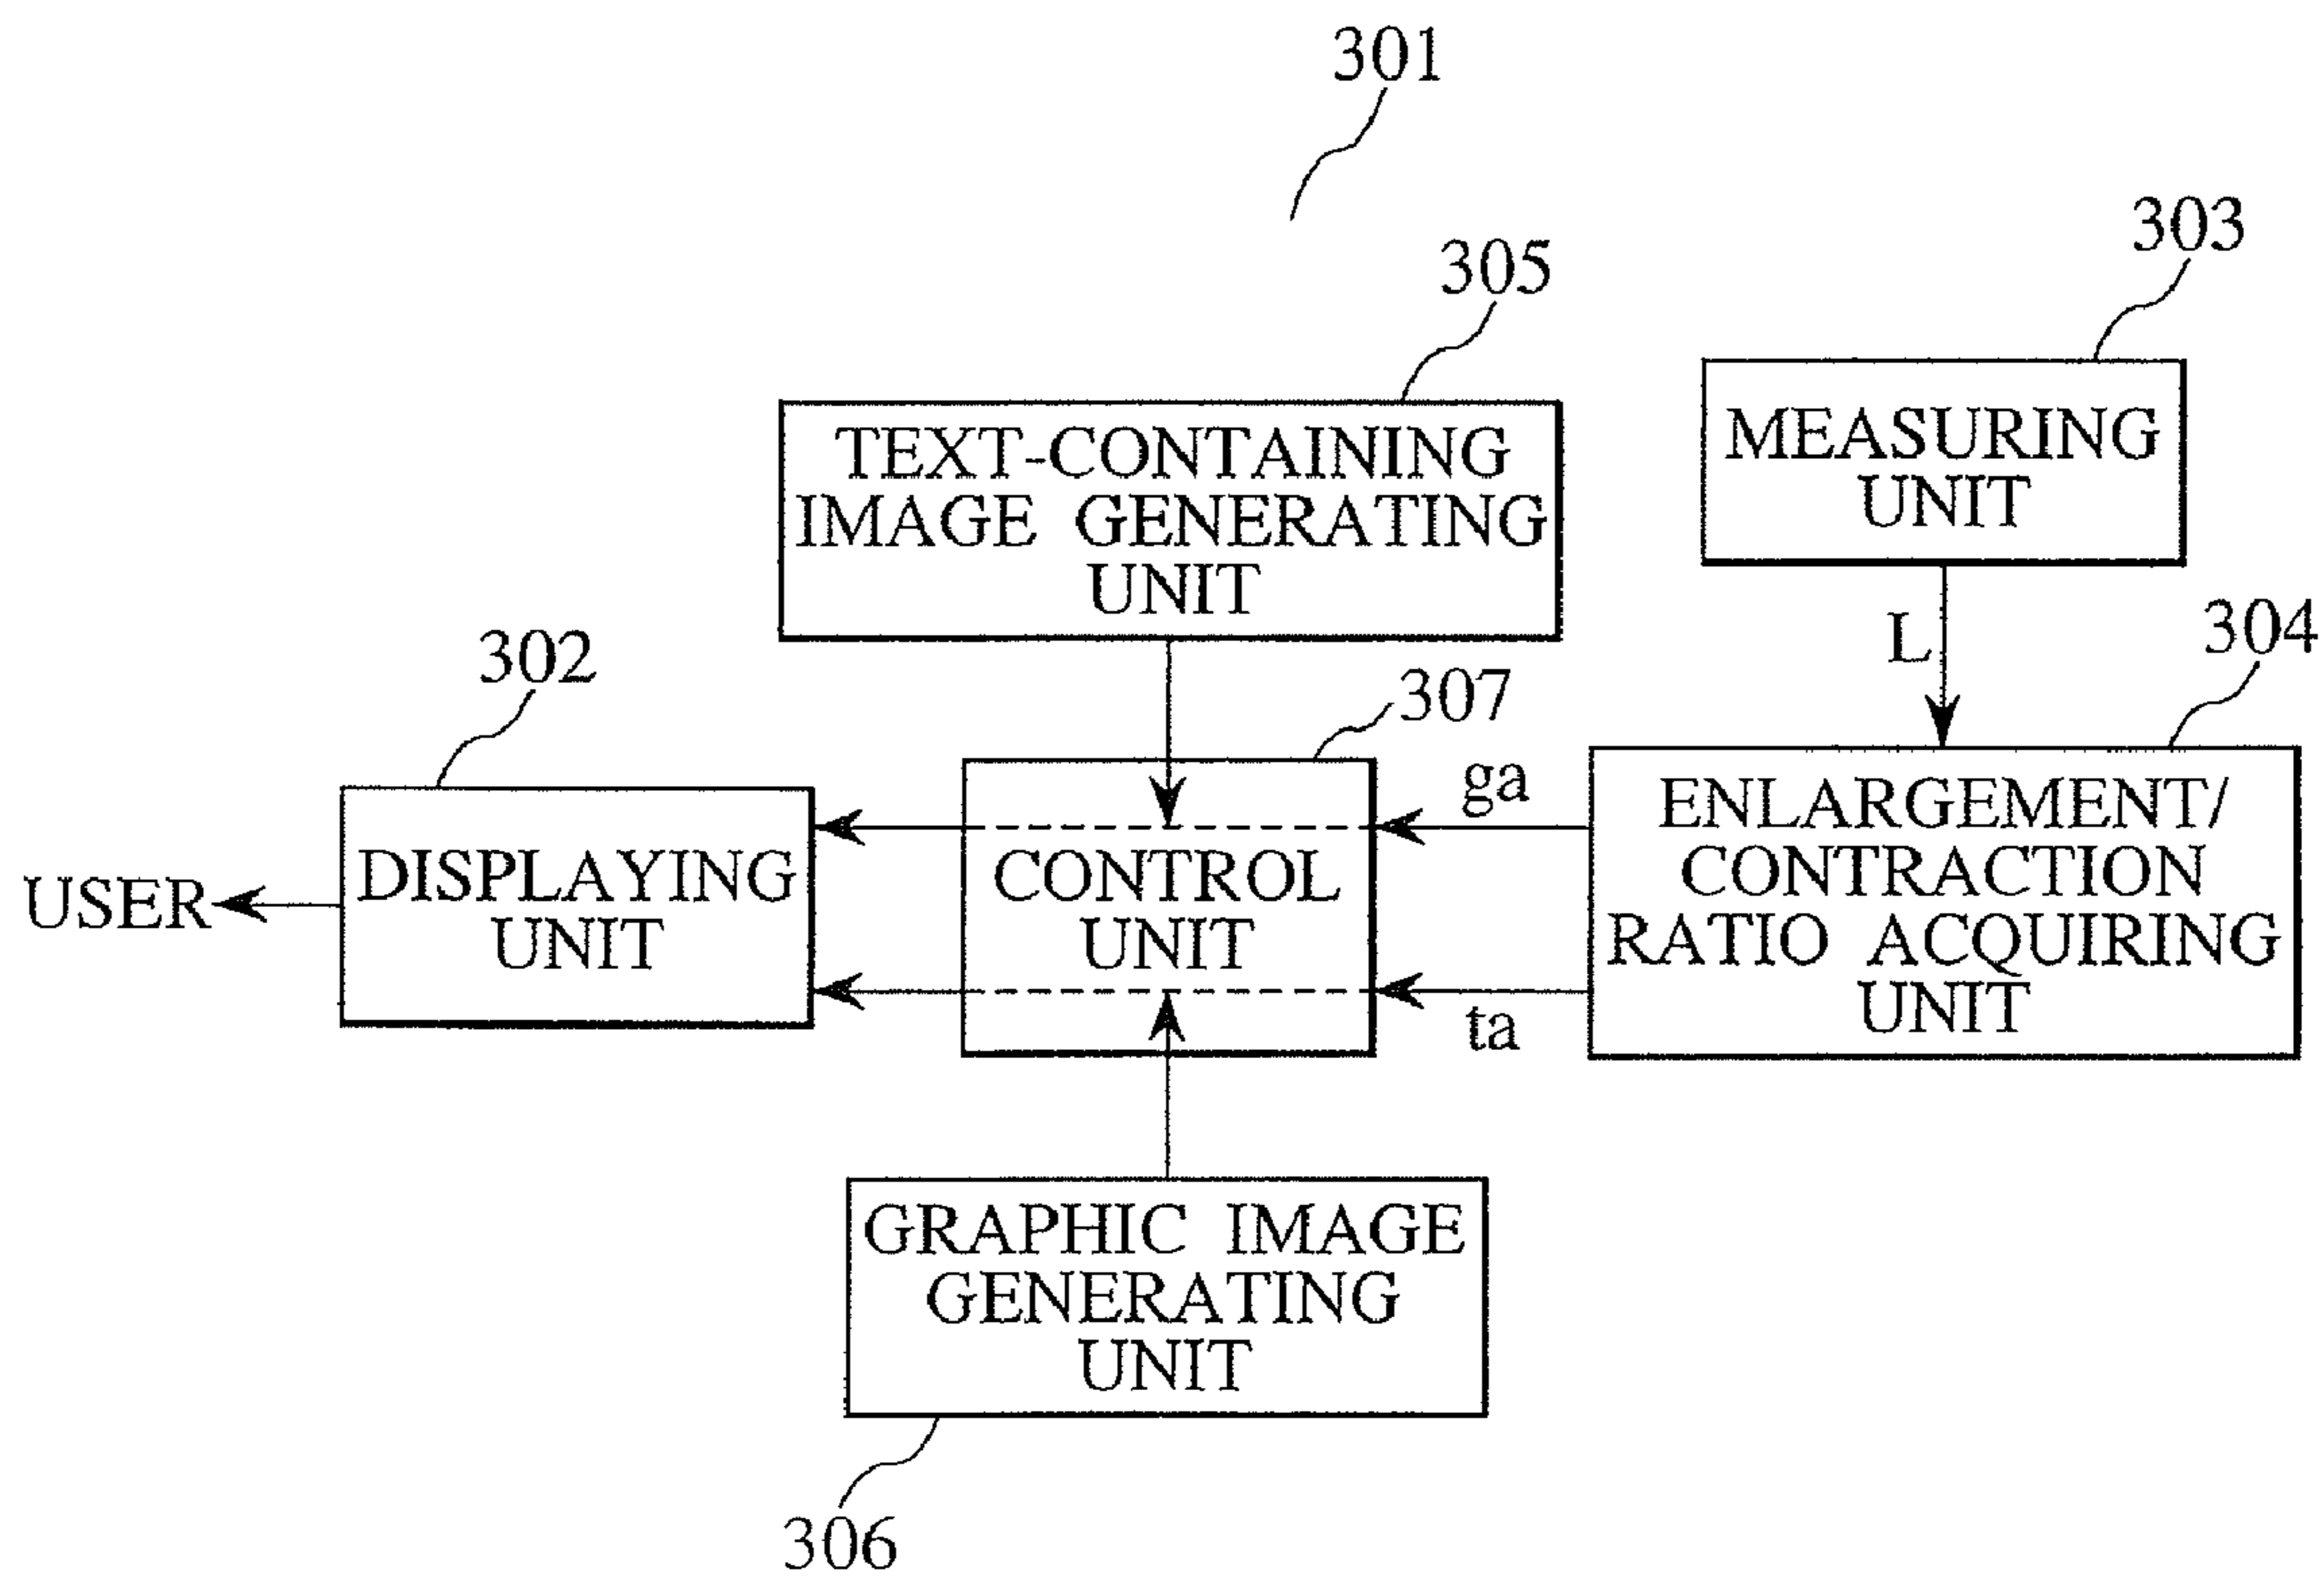 301
303
305
TEXT-CONTAINING
IMAGE GENERATING
UNIT
MEASURING
UNIT
L
304
302
307
ga
ENLARGEMENT/
CONTRACTION
RATIO ACQUIRING
UNIT
CONTROL
UNIT
DISPLAYING
UNIT
USER
ta
GRAPHIC IMAGE
GENERATING
UNIT
306